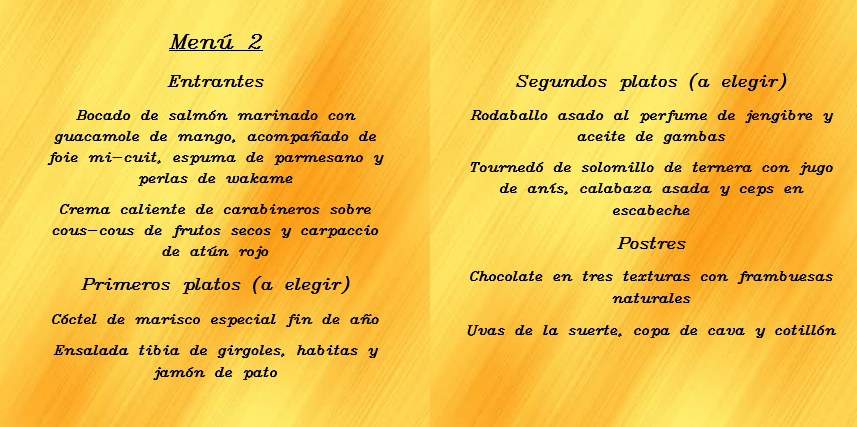 Menú 2
Entrantes
Bocado de salmón marinado con
guacamole de mango, acompañado de
foie mi-cuit, espuma de parmesano y
perlas de wakame
Crema caliente de carabineros sobre
cous-cous de frutos secos y carpaccio
de atún rojo
Primeros platos (a elegir)
Cóctel de marisco especial fin de año
Ensalada tibia de girgoles, habitas y
jamón de pato
Segundos platos (a elegir)
Rodaballo asado al perfume de jengibre y
aceite de gambas
Tournedó de solomillo de ternera con jugo
de anís, calabaza asada y ceps en
escabeche
Postres
Chocolate en tres texturas con frambuesas
naturales
Uvas de la suerte, copa de cava y cotillón